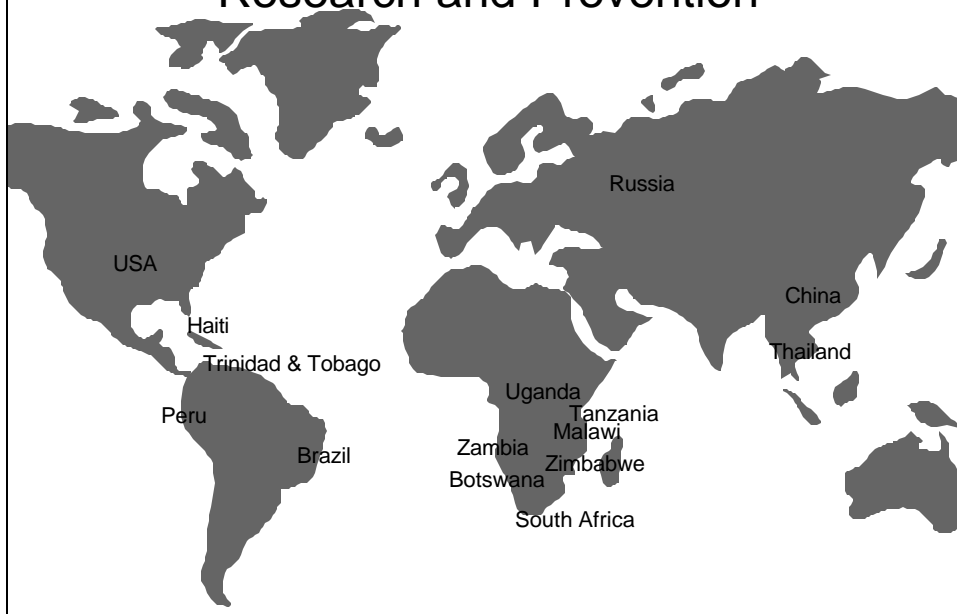 Research and Prevention
Russia
USA
China
Haiti
Thailand
Trinidad & Tobago
Uganda
Peru
Tanzania
Malawi
Zambia
Brazil
Zimbabwe
Botswana
South Africa